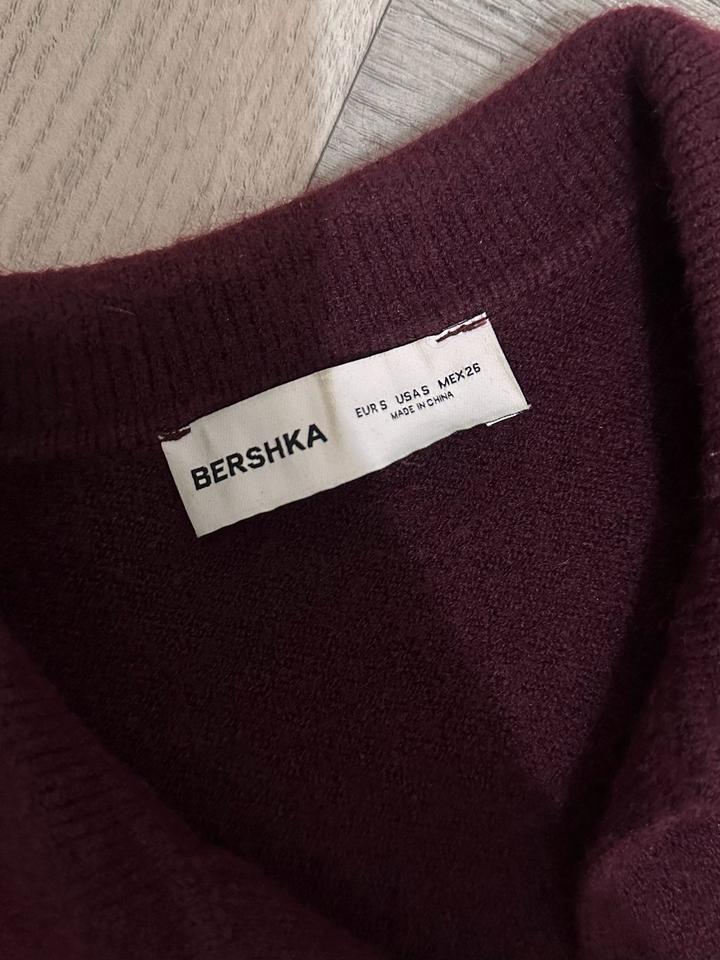 BERSHKA
EUR S USA S MEX 26
MADE IN CHINA